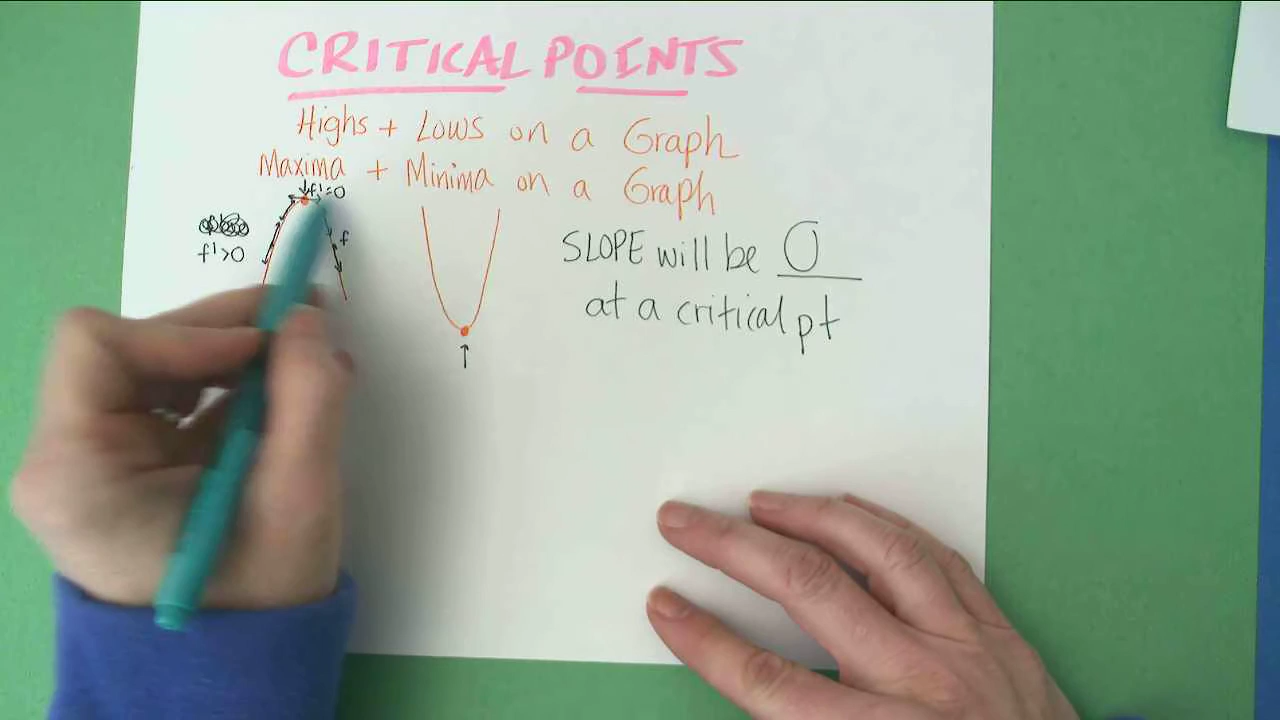 CRITICAL POINTS
Highs + Lows on a Graph
Maxima + Minima on a Graph
f'=0
f'>0
f
SLOPE will be 0
at a critical pt